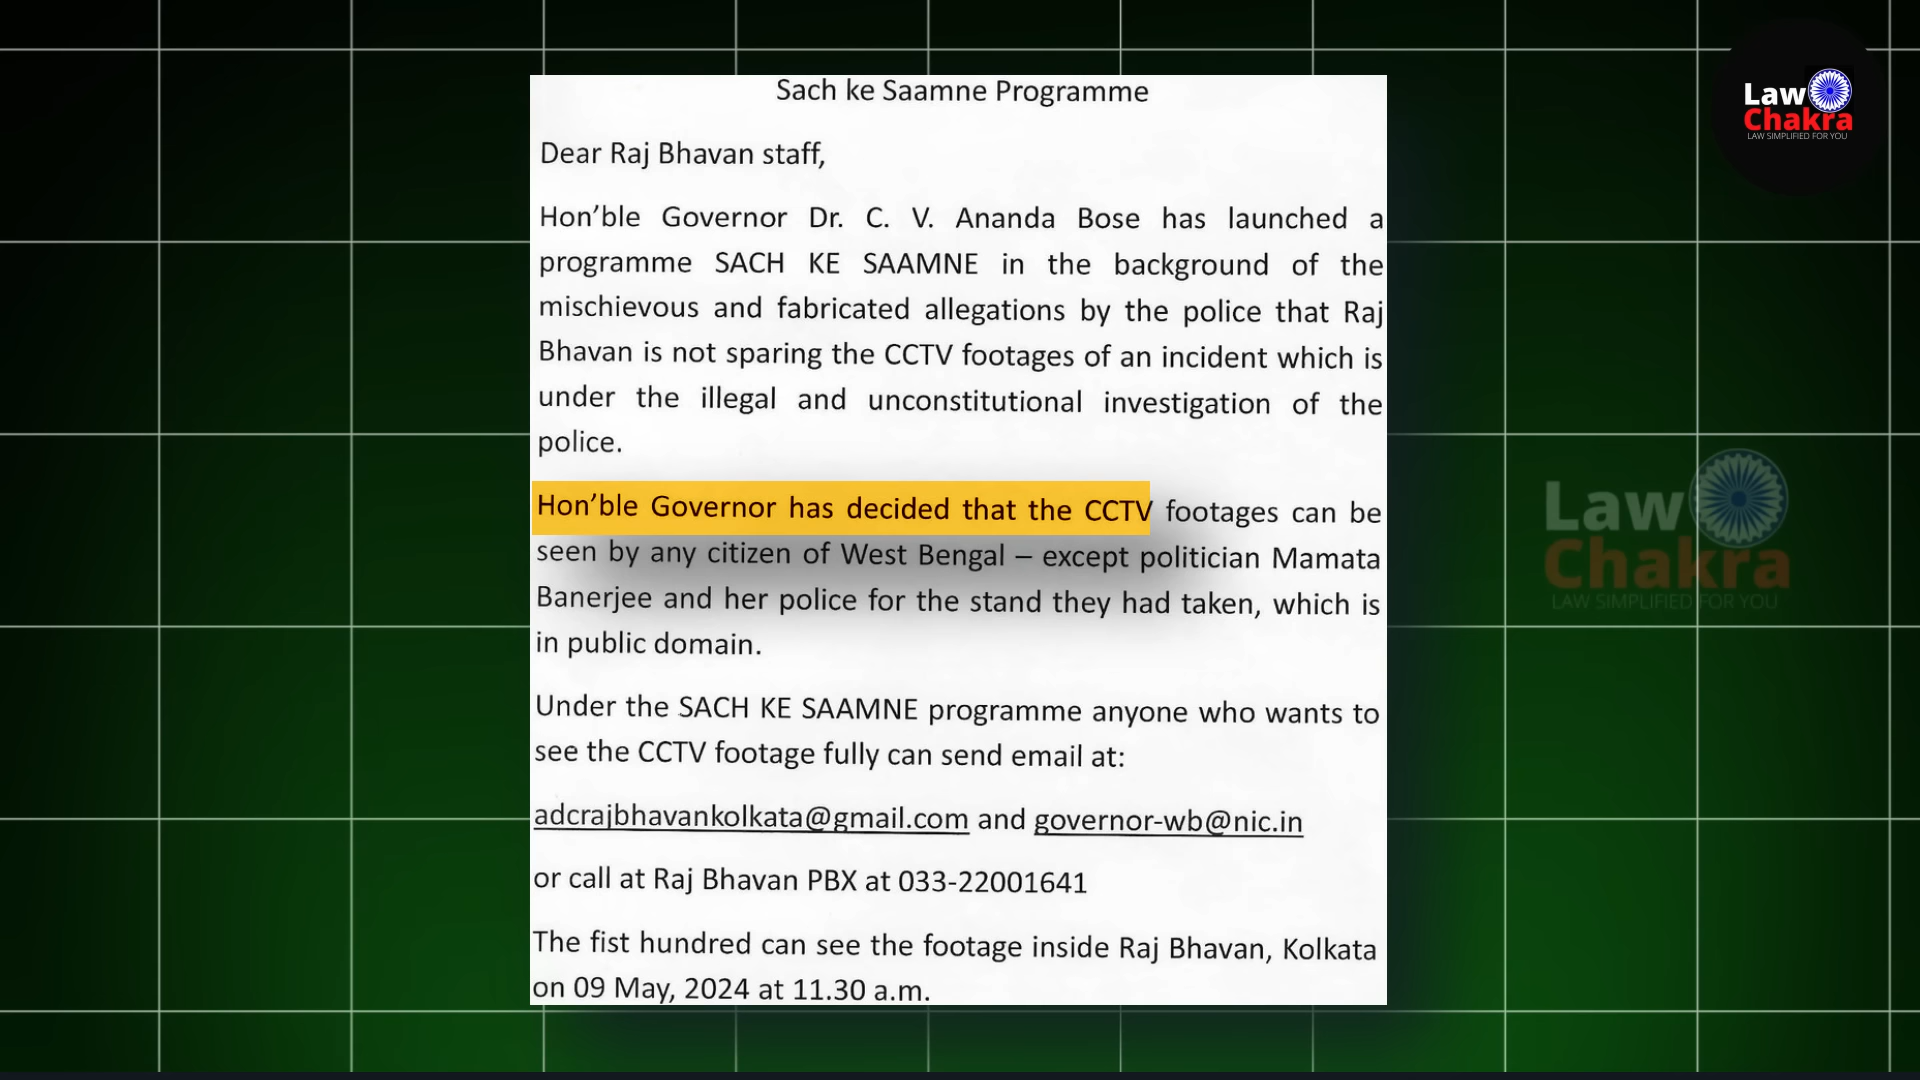 Sach ke Saamne Programme
Dear Raj Bhavan staff,
Hon’ble Governor Dr. C. V. Ananda Bose has launched a
programme SACH KE SAAMNE in the background of the
mischievous and fabricated allegations by the police that Raj
Bhavan is not sparing the CCTV footages of an incident which is
under the illegal and unconstitutional investigation of the
police.
Hon’ble Governor has decided that the CCTV footages can be
seen by any citizen of West Bengal – except politician Mamata
Banerjee and her police for the stand they had taken, which is
in public domain.
Under the SACH KE SAAMNE programme anyone who wants to
see the CCTV footage fully can send email at:
adcrajbhavankolkata@gmail.com and governor-wb@nic.in
or call at Raj Bhavan PBX at 033-22001641
The fist hundred can see the footage inside Raj Bhavan, Kolkata
on 09 May, 2024 at 11.30 a.m.
Law
Chakra
LAW SIMPLIFIED FOR YOU
Law
Chakra
LAW SIMPLIFIED FOR YOU